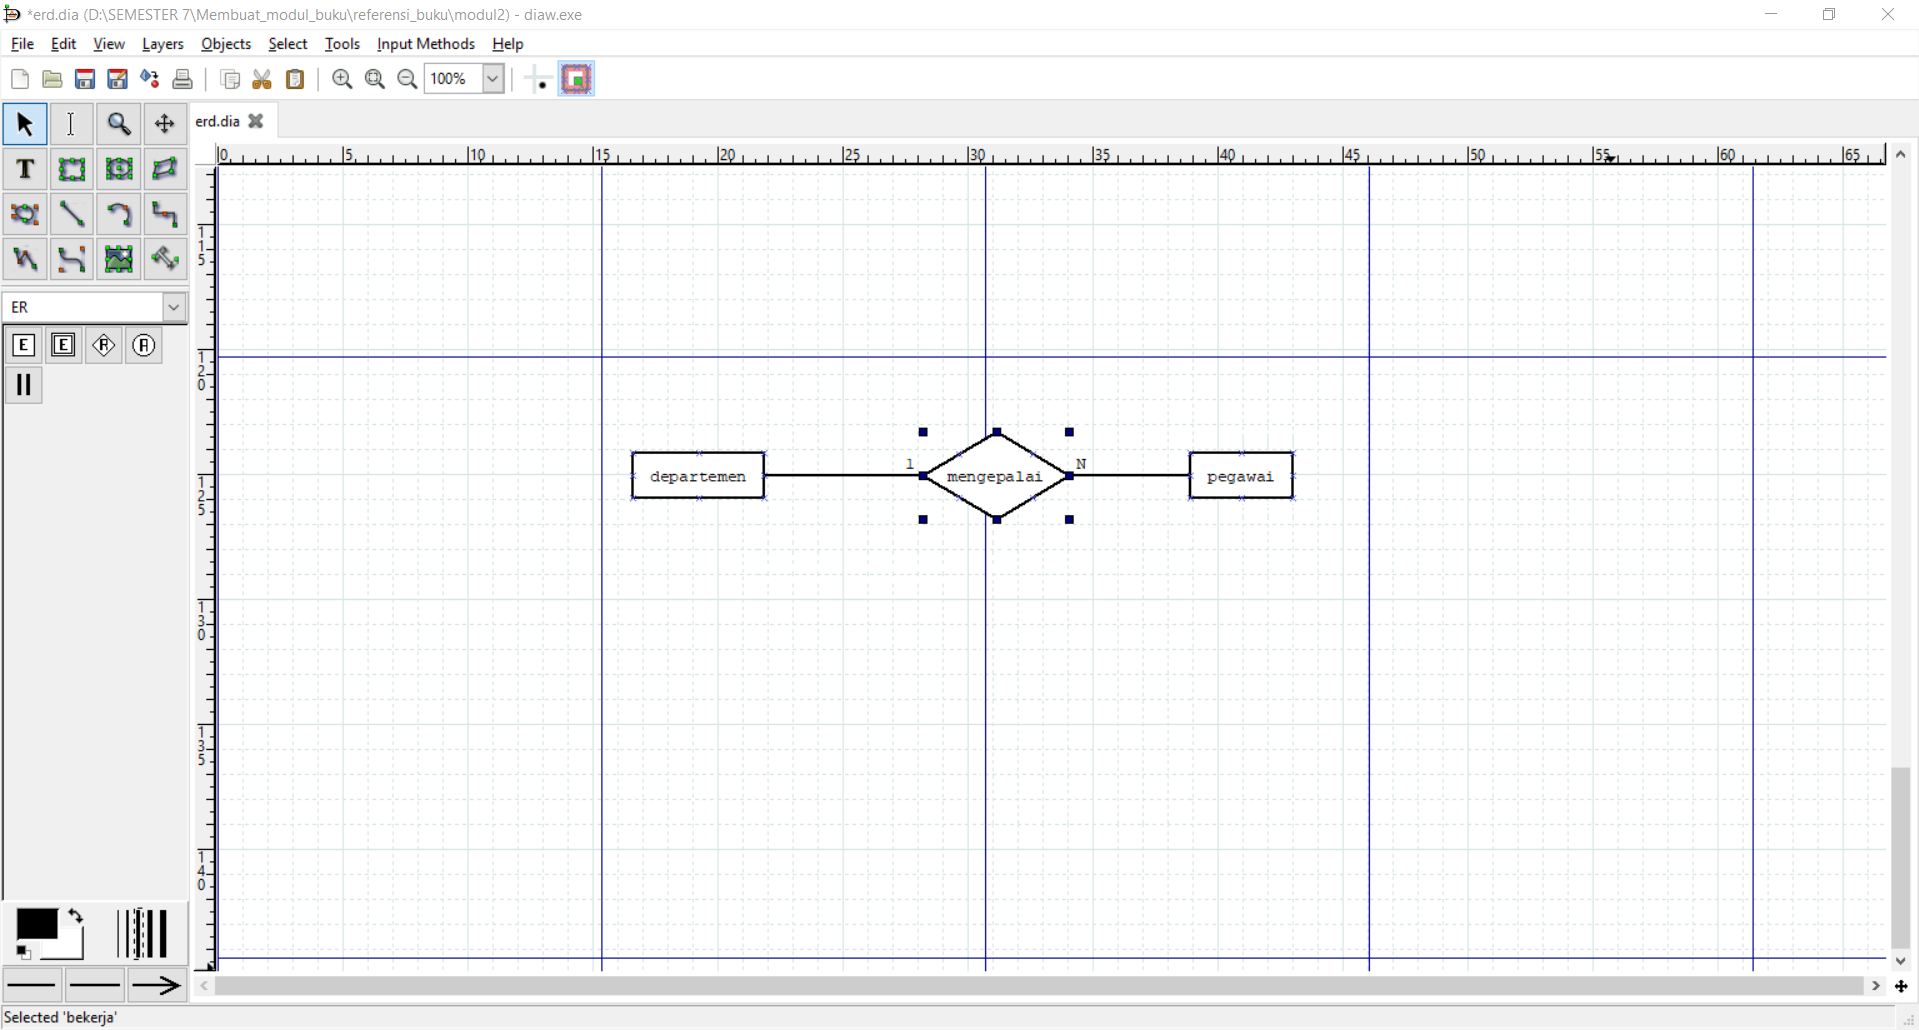 *erd.dia (D:\SEMESTER 7\Membuat_modul_buku\referensi_buku\modul2) - diaw.exe
File Edit View Layers Objects Select Tools Input Methods Help
100%
erd.dia
0 5 10 15 20 25 30 35 40 45 50 55 60 65
T
115
ER
E E R A
120
1 N
departemen mengepalai pegawai
125
130
135
140
Selected 'bekerja'